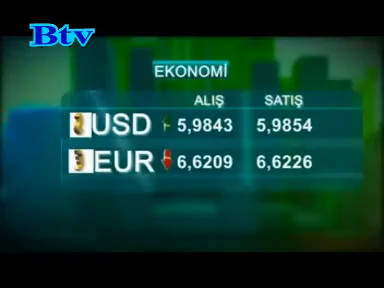 Btv
EKONOMİ
ALIŞ SATIŞ
USD 5,9843 5,9854
EUR 6,6209 6,6226